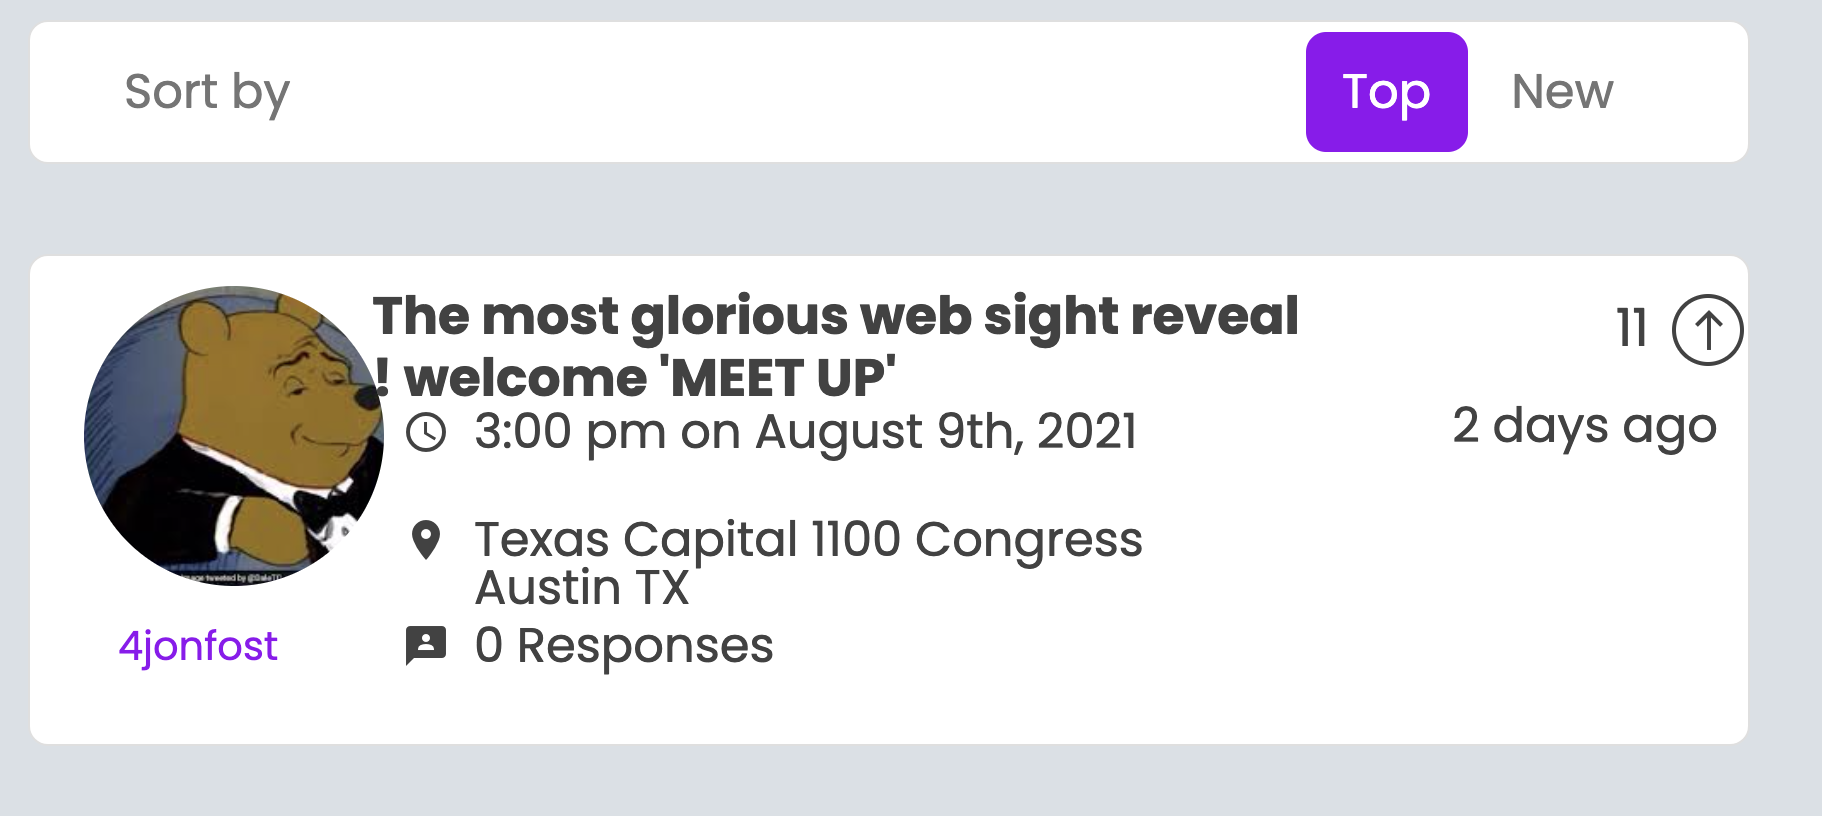 Sort by
Top
New
The most glorious web sight reveal
! welcome 'MEET UP'
11
3:00 pm on August 9th, 2021
2 days ago
Texas Capital 1100 Congress
Austin TX
4jonfost
0 Responses